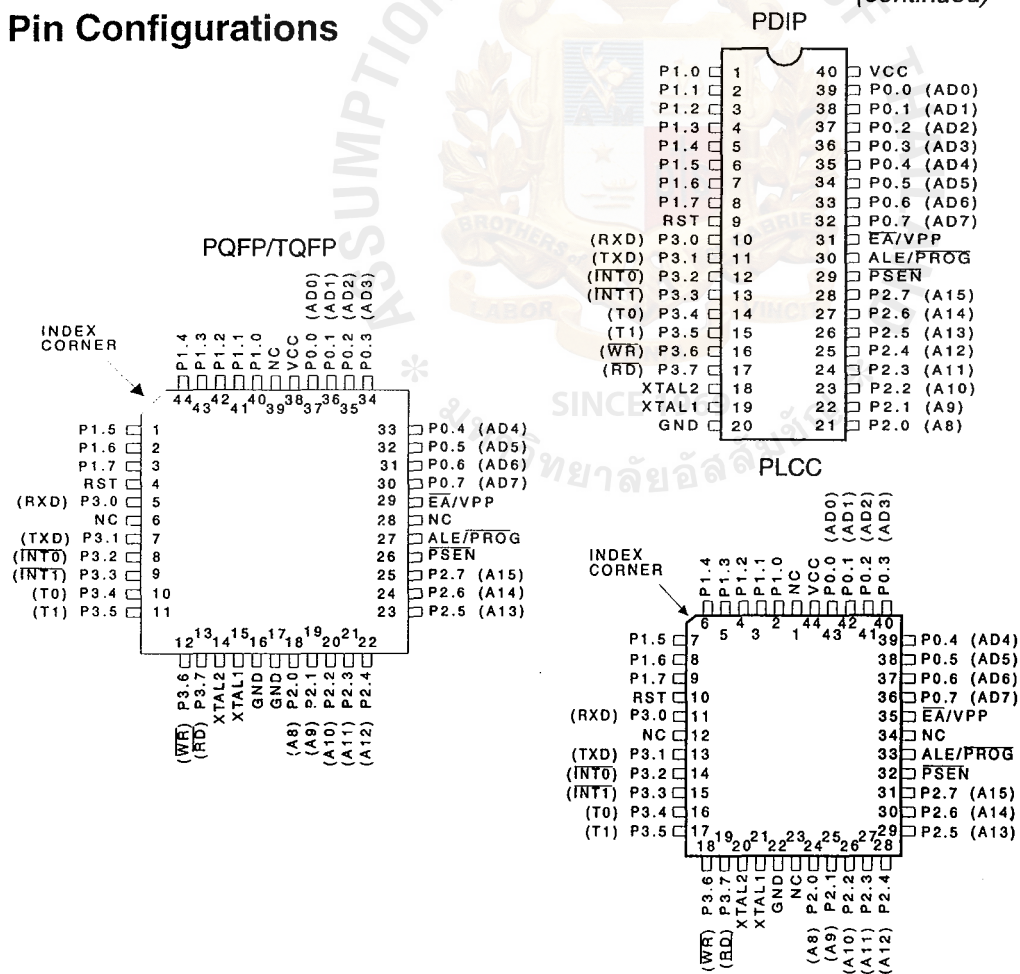 (continued)
Pin Configurations
PDIP
P1.0 1 40 VCC
P1.1 2 39 P0.0 (AD0)
P1.2 3 38 P0.1 (AD1)
P1.3 4 37 P0.2 (AD2)
P1.4 5 36 P0.3 (AD3)
P1.5 6 35 P0.4 (AD4)
P1.6 7 34 P0.5 (AD5)
P1.7 8 33 P0.6 (AD6)
RST 9 32 P0.7 (AD7)
(RXD) P3.0 10 31 EA/VPP
(TXD) P3.1 11 30 ALE/PROG
(INT0) P3.2 12 29 PSEN
(INT1) P3.3 13 28 P2.7 (A15)
(T0) P3.4 14 27 P2.6 (A14)
(T1) P3.5 15 26 P2.5 (A13)
(WR) P3.6 16 25 P2.4 (A12)
(RD) P3.7 17 24 P2.3 (A11)
XTAL2 18 23 P2.2 (A10)
XTAL1 19 22 P2.1 (A9)
GND 20 21 P2.0 (A8)
PQFP/TQFP
INDEX
CORNER
(AD0) (AD1) (AD2) (AD3)
P1.4 P1.3 P1.2 P1.1 P1.0 NC VCC P0.0 P0.1 P0.2 P0.3
44 43 42 41 40 39 38 37 36 35 34
P1.5 1 33 P0.4 (AD4)
P1.6 2 32 P0.5 (AD5)
P1.7 3 31 P0.6 (AD6)
RST 4 30 P0.7 (AD7)
(RXD) P3.0 5 29 EA/VPP
NC 6 28 NC
(TXD) P3.1 7 27 ALE/PROG
(INT0) P3.2 8 26 PSEN
(INT1) P3.3 9 25 P2.7 (A15)
(T0) P3.4 10 24 P2.6 (A14)
(T1) P3.5 11 23 P2.5 (A13)
12 13 14 15 16 17 18 19 20 21 22
P3.6 P3.7 XTAL2 XTAL1 GND GND P2.0 P2.1 P2.2 P2.3 P2.4
(WR) (RD) (A8) (A9) (A10) (A11) (A12)
PLCC
INDEX
CORNER
(AD0) (AD1) (AD2) (AD3)
P1.4 P1.3 P1.2 P1.1 P1.0 NC VCC P0.0 P0.1 P0.2 P0.3
6 5 4 3 2 1 44 43 42 41 40
P1.5 7 39 P0.4 (AD4)
P1.6 8 38 P0.5 (AD5)
P1.7 9 37 P0.6 (AD6)
RST 10 36 P0.7 (AD7)
(RXD) P3.0 11 35 EA/VPP
NC 12 34 NC
(TXD) P3.1 13 33 ALE/PROG
(INT0) P3.2 14 32 PSEN
(INT1) P3.3 15 31 P2.7 (A15)
(T0) P3.4 16 30 P2.6 (A14)
(T1) P3.5 17 29 P2.5 (A13)
18 19 20 21 22 23 24 25 26 27 28
P3.6 P3.7 XTAL2 XTAL1 GND NC P2.0 P2.1 P2.2 P2.3 P2.4
(WR) (RD) (A8) (A9) (A10) (A11) (A12)
ASSUMPTION
BROTHERS
LABOR